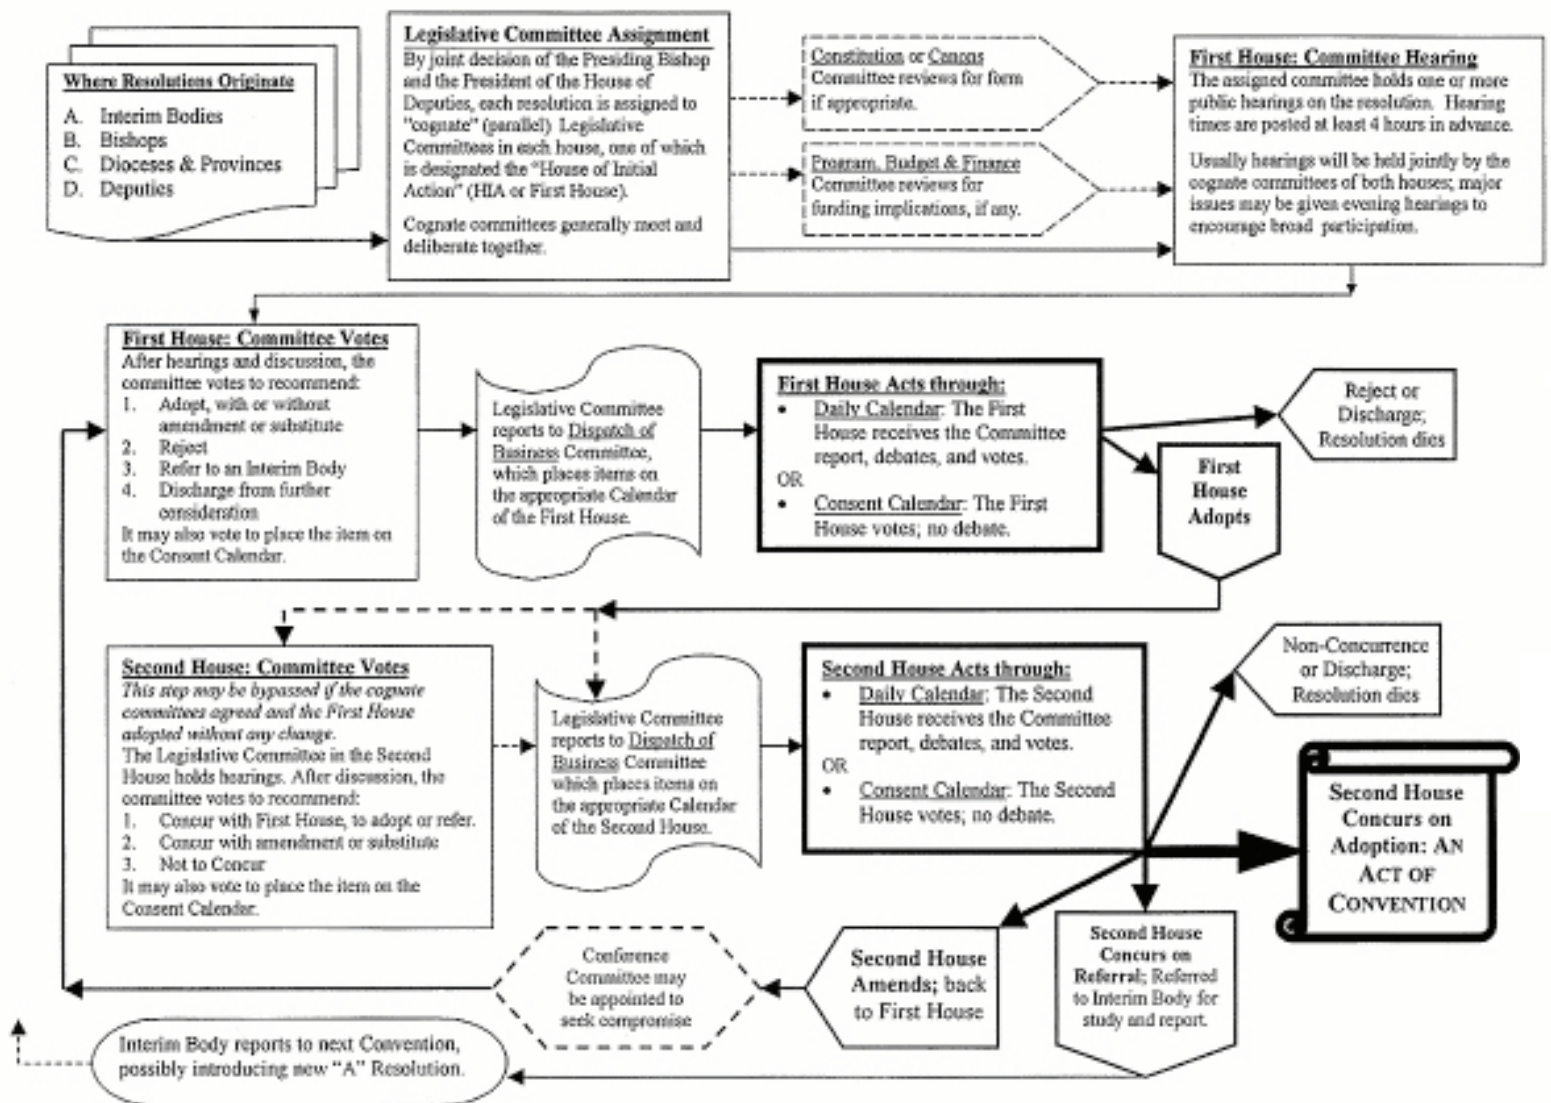 Where Resolutions Originate
A. Interim Bodies
B. Bishops
C. Dioceses & Provinces
D. Deputies
Legislative Committee Assignment
By joint decision of the Presiding Bishop
and the President of the House of
Deputies, each resolution is assigned to
"cognate" (parallel) Legislative
Committees in each house, one of which
is designated the "House of Initial
Action" (HIA or First House).
Cognate committees generally meet and
deliberate together.
Constitution or Canons
Committee reviews for form
if appropriate.
Program, Budget & Finance
Committee reviews for
funding implications, if any.
First House: Committee Hearing
The assigned committee holds one or more
public hearings on the resolution. Hearing
times are posted at least 4 hours in advance.
Usually hearings will be held jointly by the
cognate committees of both houses; major
issues may be given evening hearings to
encourage broad participation.
First House: Committee Votes
After hearings and discussion, the
committee votes to recommend:
1. Adopt, with or without
amendment or substitute
2. Reject
3. Refer to an Interim Body
4. Discharge from further
consideration
It may also vote to place the item on
the Consent Calendar.
Legislative Committee
reports to Dispatch of
Business Committee,
which places items on
the appropriate Calendar
of the First House.
First House Acts through:
• Daily Calendar: The First
House receives the Committee
report, debates, and votes.
OR
• Consent Calendar: The First
House votes; no debate.
Reject or
Discharge;
Resolution dies
First
House
Adopts
Second House: Committee Votes
This step may be bypassed if the cognate
committees agreed and the First House
adopted without any change.
The Legislative Committee in the Second
House holds hearings. After discussion, the
committee votes to recommend:
1. Concur with First House, to adopt or refer.
2. Concur with amendment or substitute
3. Not to Concur
It may also vote to place the item on the
Consent Calendar.
Legislative Committee
reports to Dispatch of
Business Committee
which places items on
the appropriate Calendar
of the Second House.
Second House Acts through:
• Daily Calendar: The Second
House receives the Committee
report, debates, and votes.
OR
• Consent Calendar: The Second
House votes; no debate.
Non-Concurrence
or Discharge;
Resolution dies
Second House
Concurs on
Adoption: AN
ACT OF
CONVENTION
Second House
Concurs on
Referral; Referred
to Interim Body for
study and report.
Second House
Amends; back
to First House
Conference
Committee may
be appointed to
seek compromise
Interim Body reports to next Convention,
possibly introducing new "A" Resolution.